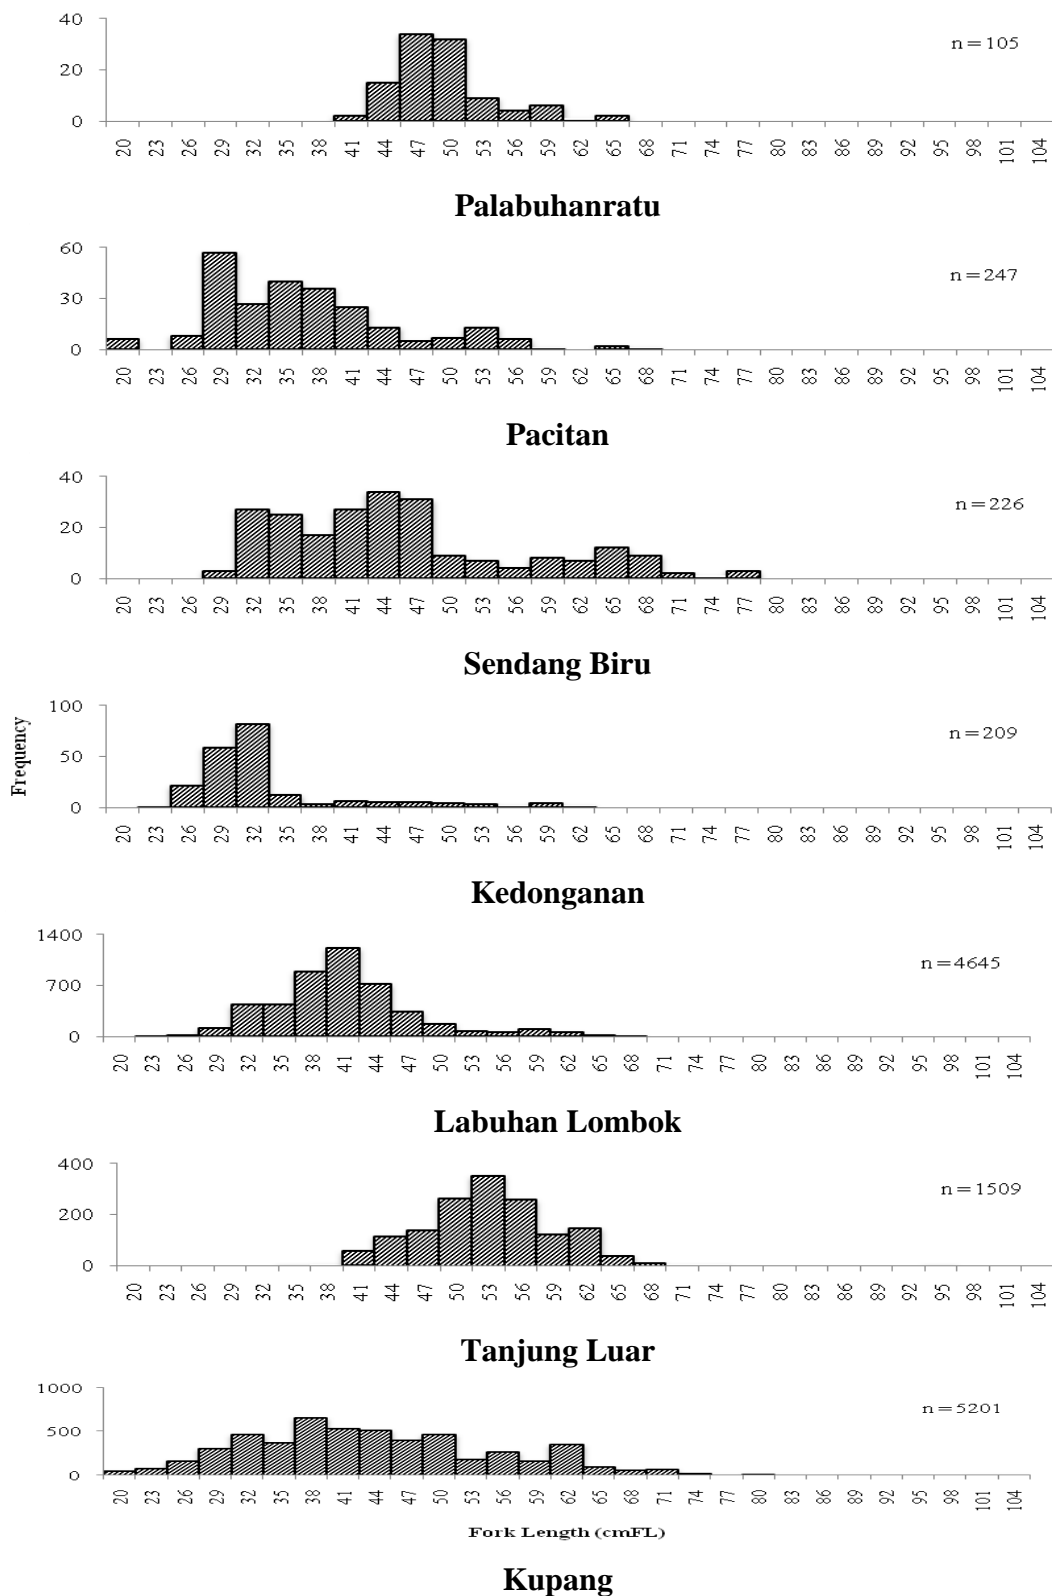 40
n = 105
20
0
20 23 26 29 32 35 38 41 44 47 50 53 56 59 62 65 68 71 74 77 80 83 86 89 92 95 98 101 104
Palabuhanratu
60
n = 247
30
0
20 23 26 29 32 35 38 41 44 47 50 53 56 59 62 65 68 71 74 77 80 83 86 89 92 95 98 101 104
Pacitan
40
n = 226
20
0
20 23 26 29 32 35 38 41 44 47 50 53 56 59 62 65 68 71 74 77 80 83 86 89 92 95 98 101 104
Sendang Biru
Frequency
100
n = 209
50
0
20 23 26 29 32 35 38 41 44 47 50 53 56 59 62 65 68 71 74 77 80 83 86 89 92 95 98 101 104
Kedonganan
1400
n = 4645
700
0
20 23 26 29 32 35 38 41 44 47 50 53 56 59 62 65 68 71 74 77 80 83 86 89 92 95 98 101 104
Labuhan Lombok
400
n = 1509
200
0
20 23 26 29 32 35 38 41 44 47 50 53 56 59 62 65 68 71 74 77 80 83 86 89 92 95 98 101 104
Tanjung Luar
1000
n = 5201
500
0
20 23 26 29 32 35 38 41 44 47 50 53 56 59 62 65 68 71 74 77 80 83 86 89 92 95 98 101 104
Fork Length (cmFL)
Kupang